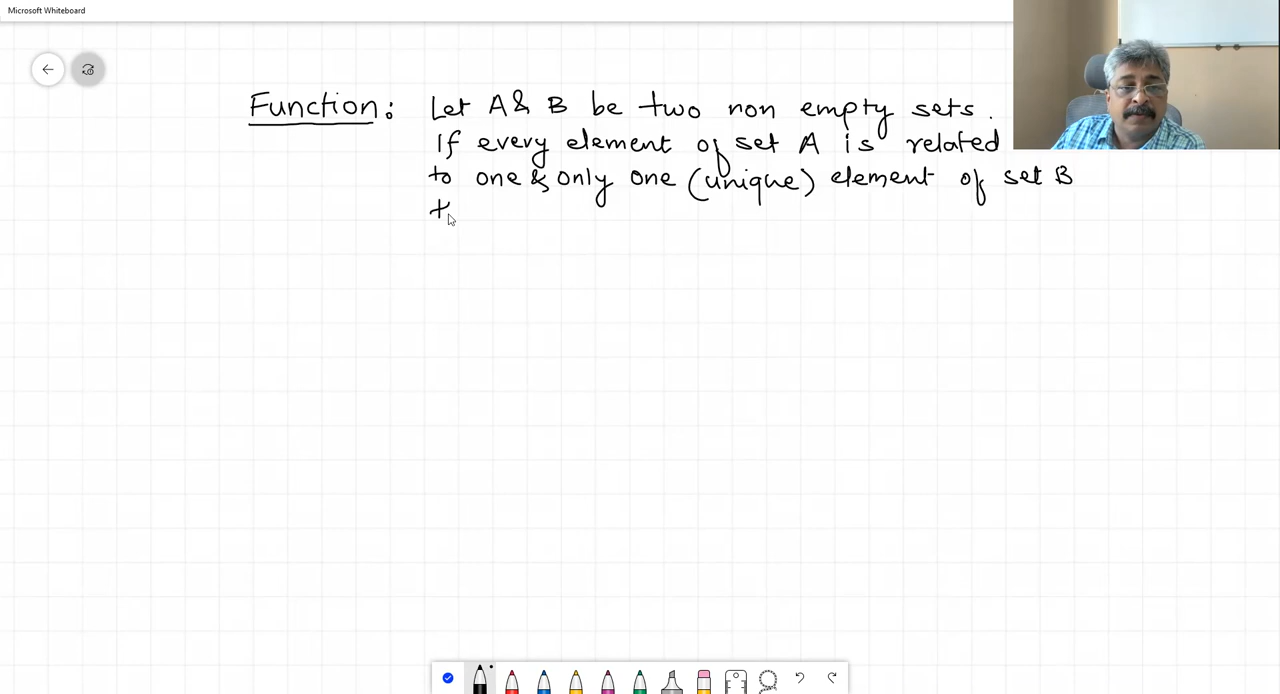 Microsoft Whiteboard
Function: Let A & B be two non empty sets.
If every element of set A is related
to one & only one (unique) element of set B
t